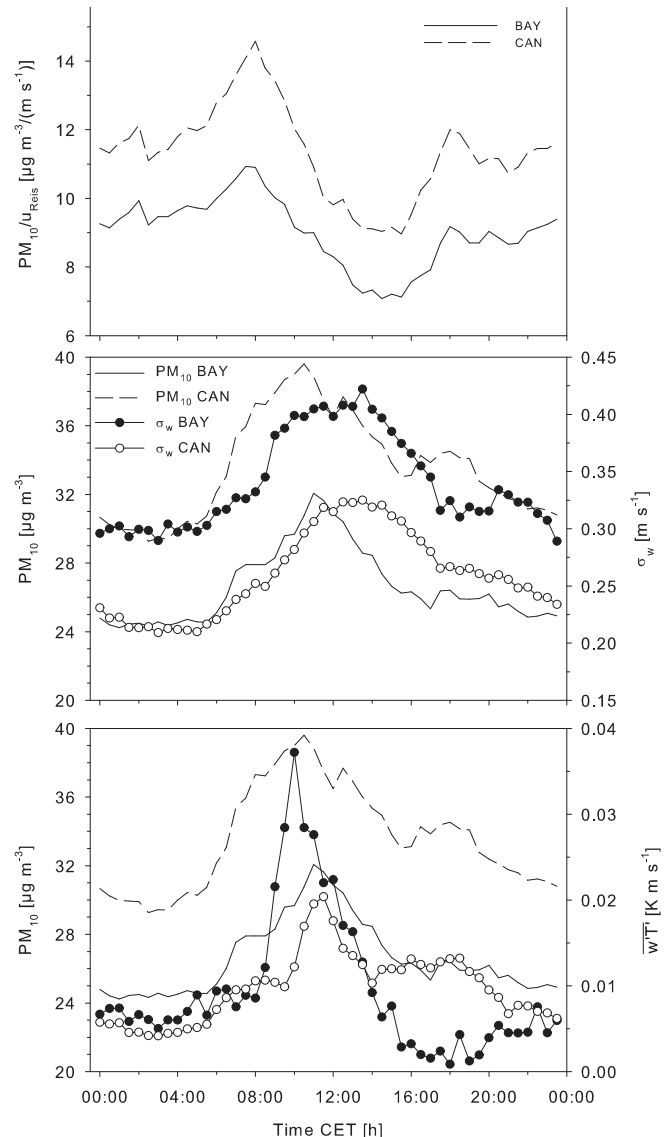 BAY
CAN
PM10/uReis [µg m-3/(m s-1)]
14
12
10
8
6
PM10 BAY
PM10 CAN
σw BAY
σw CAN
PM10 [µg m-3]
40
36
32
28
24
20
0.45
0.40
0.35
0.30
0.25
0.20
0.15
σw [m s-1]
PM10 [µg m-3]
40
36
32
28
24
20
0.04
0.03
0.02
0.01
0.00
w'T' [K m s-1]
00:00 04:00 08:00 12:00 16:00 20:00 00:00
Time CET [h]